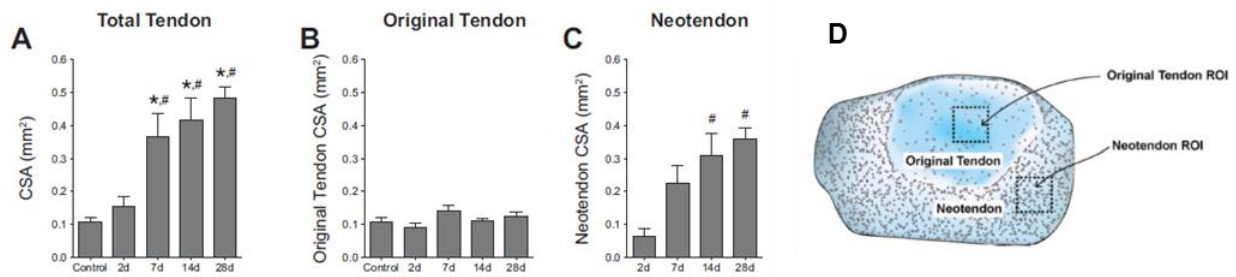 Total Tendon
A
CSA (mm²)
0.6
0.5
0.4
0.3
0.2
0.1
0.0
*,#
*,#
*,#
Control 2d 7d 14d 28d
Original Tendon
B
Original Tendon CSA (mm²)
0.6
0.5
0.4
0.3
0.2
0.1
0.0
Control 2d 7d 14d 28d
Neotendon
C
Neotendon CSA (mm²)
0.6
0.5
0.4
0.3
0.2
0.1
0.0
#
#
2d 7d 14d 28d
D
Original Tendon ROI
Neotendon ROI
Original Tendon
Neotendon